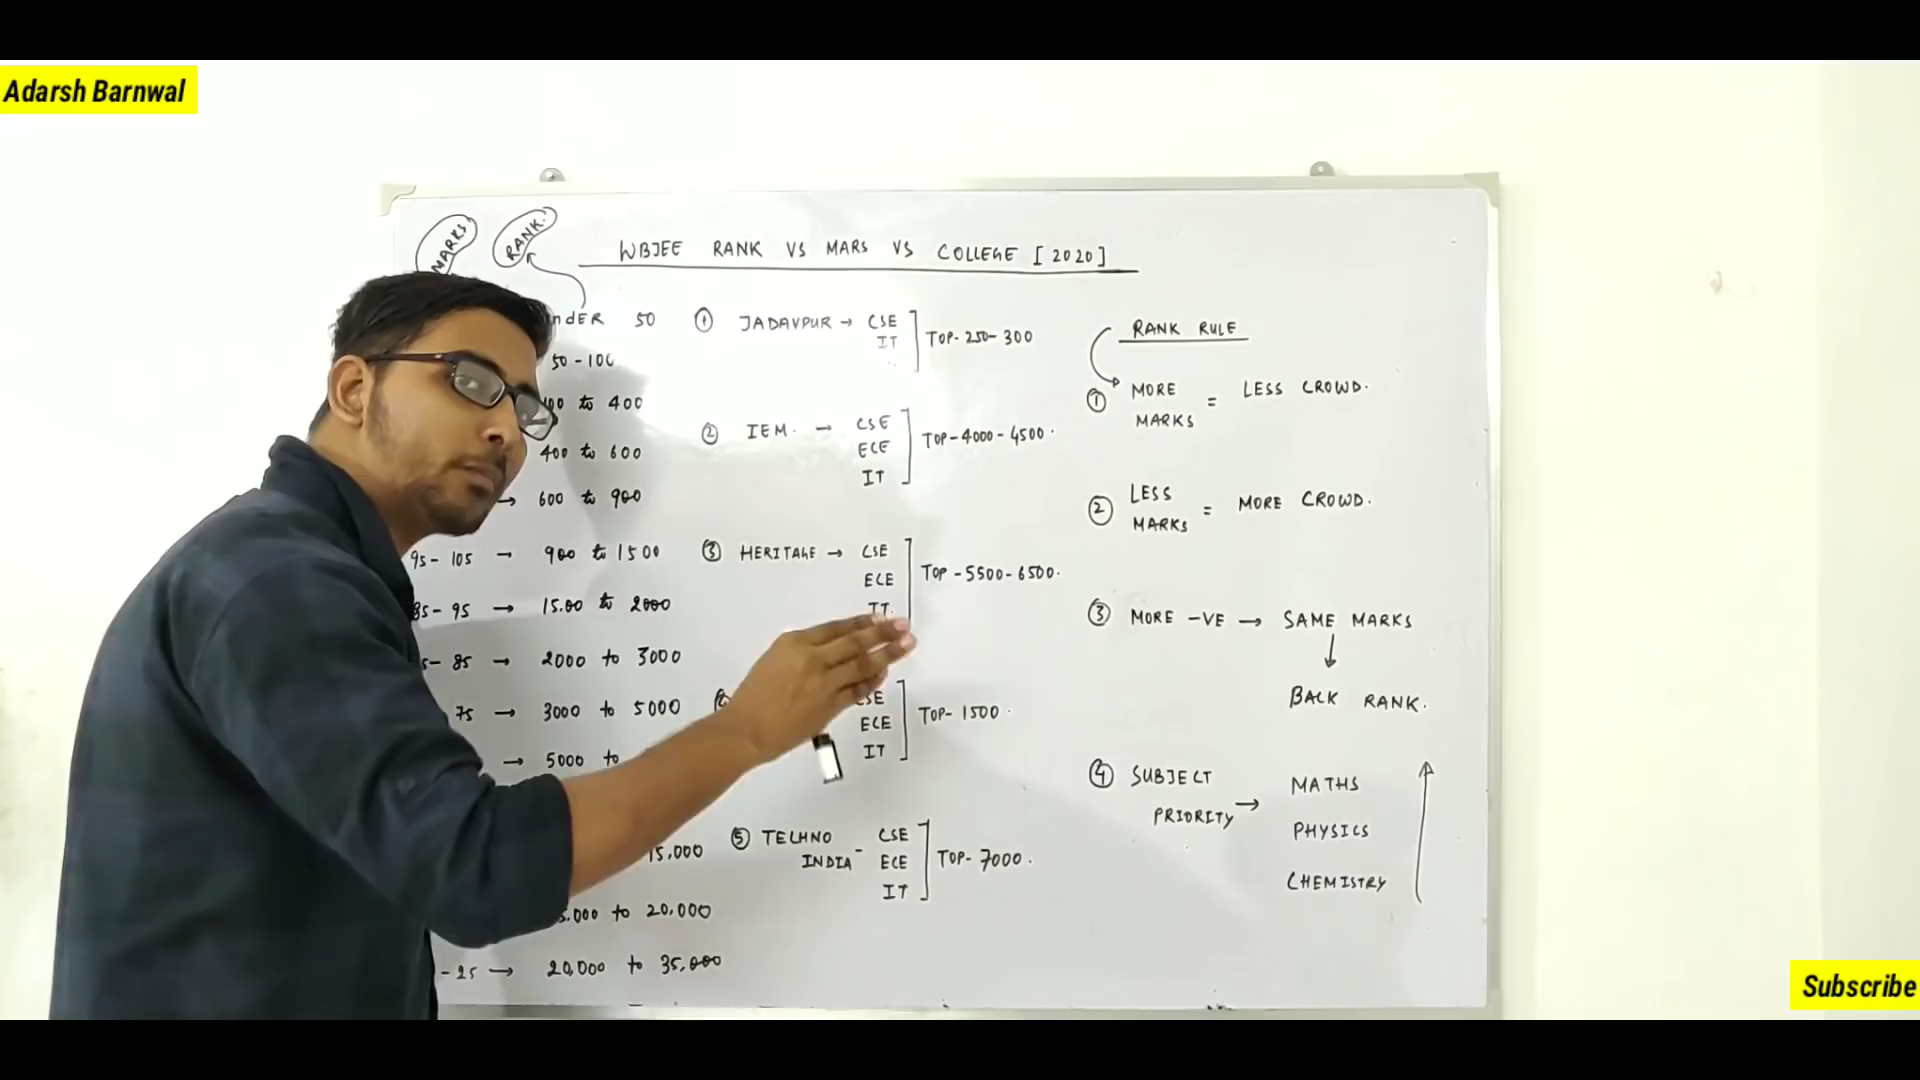 Adarsh Barnwal
MARKS
RANK.
WBJEE RANK VS MARS VS COLLEGE [2020]
50
50-100
to 400
400 to 600
→ 600 to 900
95-105 → 900 to 1500
85-95 → 15.00 to 2000
85 → 2000 to 3000
75 → 3000 to 5000
→ 5000 to
15,000
to 20,000
-25 → 20,000 to 35,000
① JADAVPUR → CSE
IT
TOP-250-300
② IEM. → CSE
ECE
IT
TOP-4000-4500.
③ HERITAGE → CSE
ECE
IT.
TOP-5500-6500.
CSE
ECE
IT
TOP-1500.
⑤ TECHNO INDIA - CSE
ECE
IT
TOP-7000.
RANK RULE
① MORE MARKS = LESS CROWD.
② LESS MARKS = MORE CROWD.
③ MORE -VE → SAME MARKS
↓
BACK RANK.
④ SUBJECT PRIORITY → MATHS
PHYSICS
CHEMISTRY
Subscribe